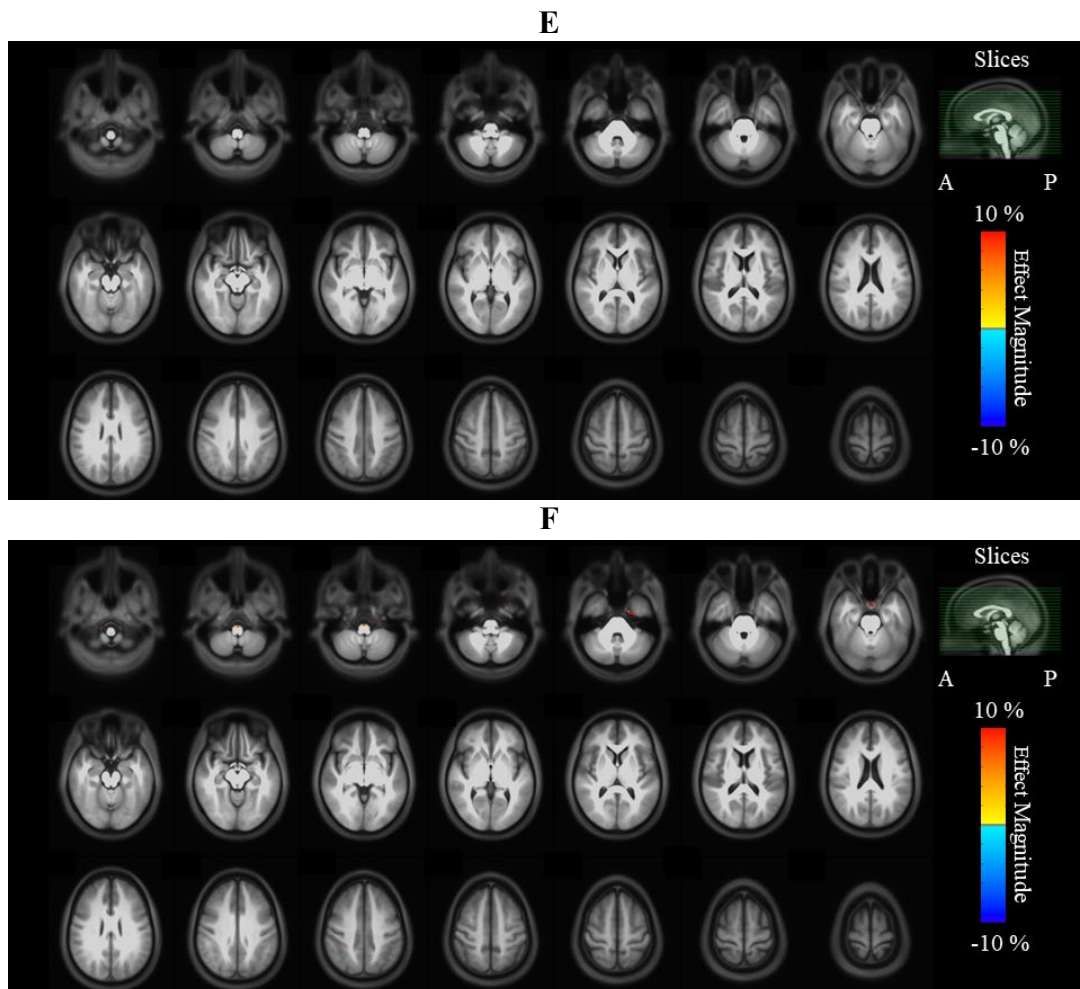 E
Slices
A P
10 %
Effect Magnitude
-10 %
F
Slices
A P
10 %
Effect Magnitude
-10 %